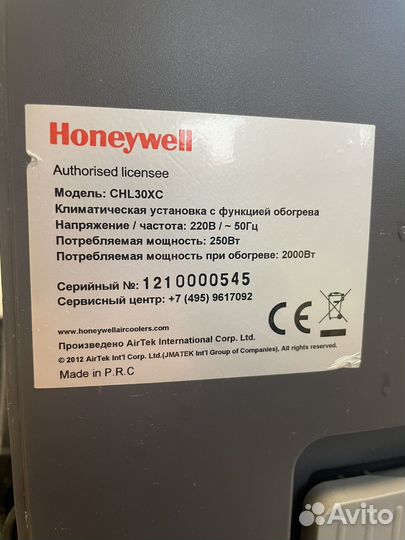 Honeywell
Authorised licensee
Модель: CHL30XC
Климатическая установка с функцией обогрева
Напряжение / частота: 220В / ~ 50Гц
Потребляемая мощность: 250Вт
Потребляемая мощность при обогреве: 2000Вт
Серийный №: 1210000545
Сервисный центр: +7 (495) 9617092
CE
www.honeywellaircoolers.com
Произведено AirTek International Corp. Ltd.
© 2012 AirTek Int'l Corp. Ltd.(JMATEK Int'l Group of Companies), All rights reserved.
Made in P.R.C
Avito